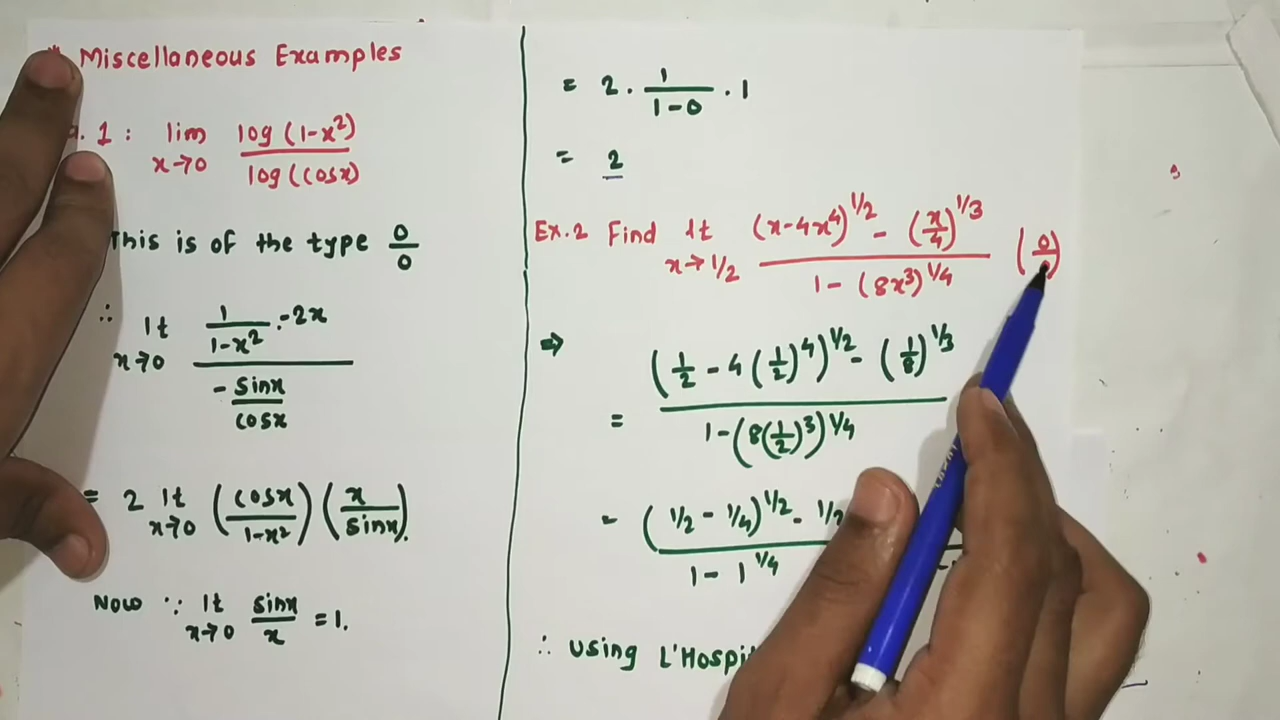 * Miscellaneous Examples
. 1 : lim x→0 log (1-x²) / log (cosx)
This is of the type 0/0
∴ lt x→0 (1/(1-x²) . -2x) / (- sinx/cosx)
= 2 lt x→0 (cosx / 1-x²) (x / sinx).
Now ∵ lt x→0 sinx / x = 1.
= 2 . 1/(1-0) . 1
= 2
Ex.2 Find lt x→1/2 ((x-4x⁴)^1/2 - (x/4)^1/3) / (1 - (8x³)^1/4) (0/0)
⇒
= ((1/2 - 4(1/2)⁴)^1/2 - (1/8)^1/3) / (1-(8(1/2)³)^1/4)
= ((1/2 - 1/4)^1/2 - 1/2) / (1 - 1^1/4)
∴ using L'Hospi